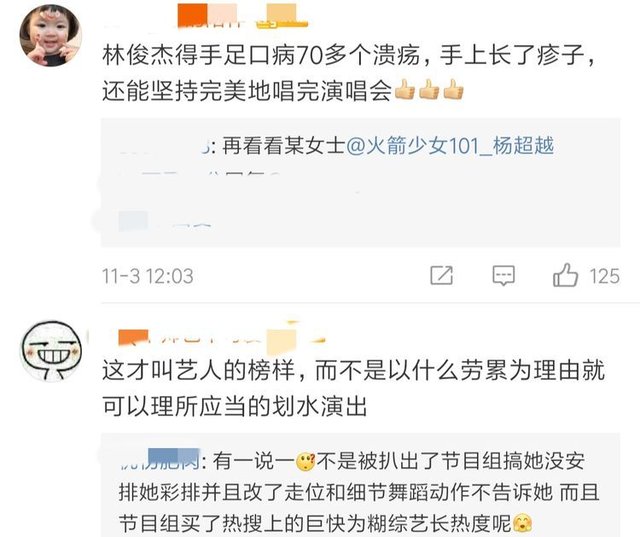 林俊杰得手足口病70多个溃疡，手上长了疹子，
还能坚持完美地唱完演唱会👍👍👍
: 再看看某女士@火箭少女101_杨超越
11-3 12:03
125
这才叫艺人的榜样，而不是以什么劳累为理由就
可以理所应当的划水演出
: 有一说一😗不是被扒出了节目组搞她没安
排她彩排并且改了走位和细节舞蹈动作不告诉她 而且
节目组买了热搜上的巨快为糊综艺长热度呢🤗